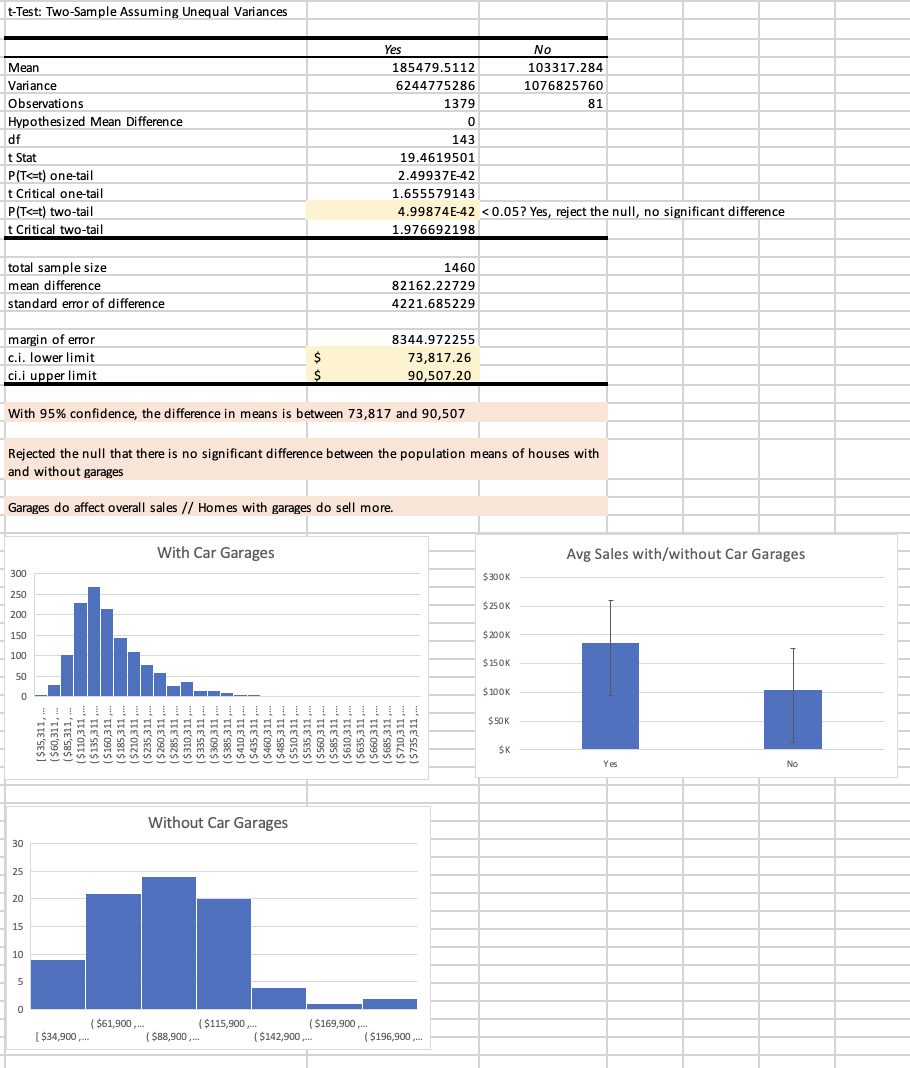 t-Test: Two-Sample Assuming Unequal Variances
Yes No
Mean 185479.5112 103317.284
Variance 6244775286 1076825760
Observations 1379 81
Hypothesized Mean Difference 0
df 143
t Stat 19.4619501
P(T<=t) one-tail 2.49937E-42
t Critical one-tail 1.655579143
P(T<=t) two-tail 4.99874E-42 < 0.05? Yes, reject the null, no significant difference
t Critical two-tail 1.976692198
total sample size 1460
mean difference 82162.22729
standard error of difference 4221.685229
margin of error 8344.972255
c.i. lower limit $ 73,817.26
ci.i upper limit $ 90,507.20
With 95% confidence, the difference in means is between 73,817 and 90,507
Rejected the null that there is no significant difference between the population means of houses with
and without garages
Garages do affect overall sales // Homes with garages do sell more.
With Car Garages
300
250
200
150
100
50
0
[ $35,311 ,...
( $60,311 ,...
( $85,311 ,...
( $110,311 ,...
( $135,311 ,...
( $160,311 ,...
( $185,311 ,...
( $210,311 ,...
( $235,311 ,...
( $260,311 ,...
( $285,311 ,...
( $310,311 ,...
( $335,311 ,...
( $360,311 ,...
( $385,311 ,...
( $410,311 ,...
( $435,311 ,...
( $460,311 ,...
( $485,311 ,...
( $510,311 ,...
( $535,311 ,...
( $560,311 ,...
( $585,311 ,...
( $610,311 ,...
( $635,311 ,...
( $660,311 ,...
( $685,311 ,...
( $710,311 ,...
( $735,311 ,...
Avg Sales with/without Car Garages
$300K
$250K
$200K
$150K
$100K
$50K
$K
Yes No
Without Car Garages
30
25
20
15
10
5
0
[ $34,900 ,...
( $61,900 ,...
( $88,900 ,...
( $115,900 ,...
( $142,900 ,...
( $169,900 ,...
( $196,900 ,...